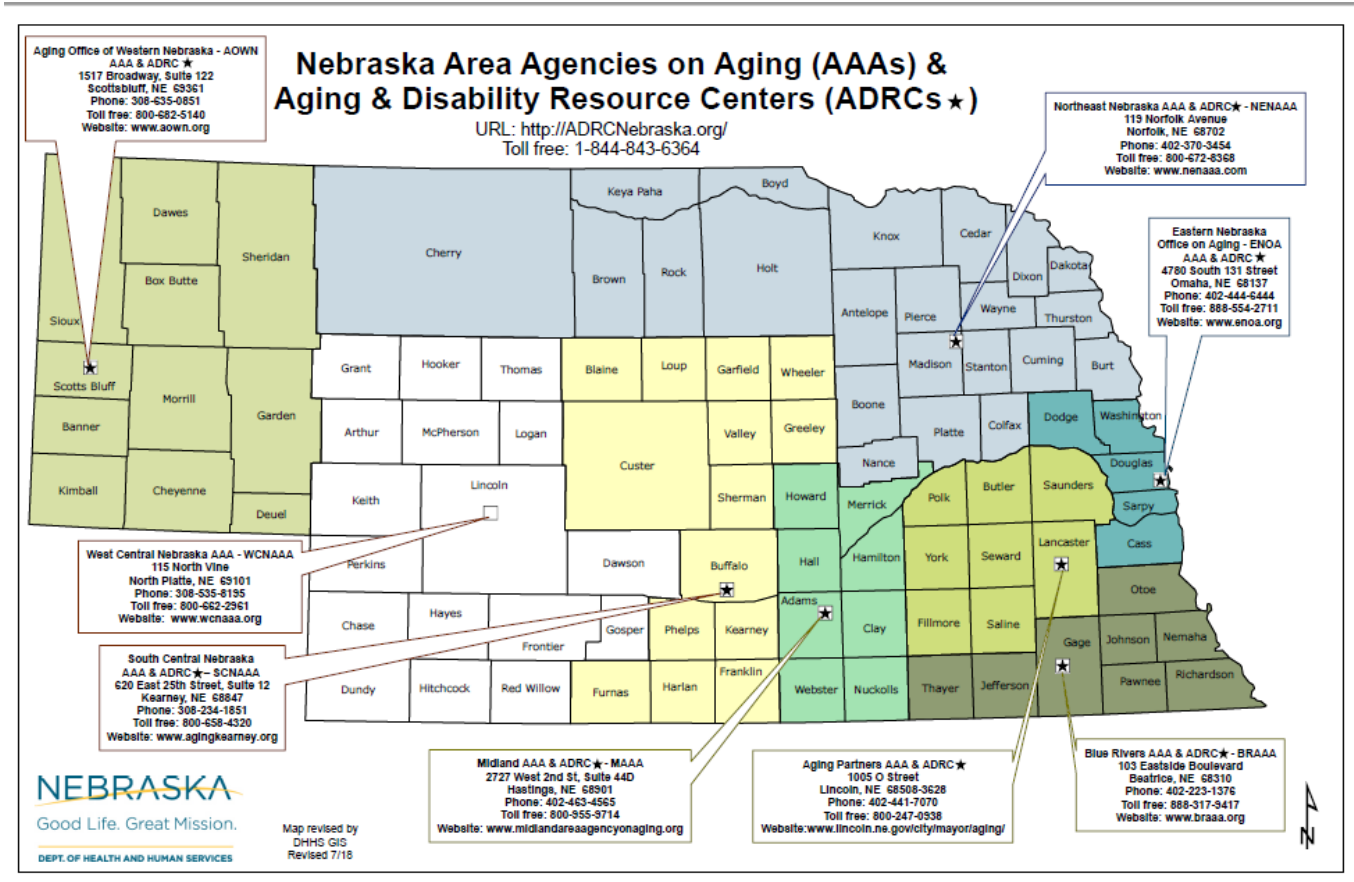 Nebraska Area Agencies on Aging (AAAs) &
Aging & Disability Resource Centers (ADRCs★)
URL: http://ADRCNebraska.org/
Toll free: 1-844-843-6364
Aging Office of Western Nebraska - AOWN
AAA & ADRC ★
1517 Broadway, Suite 122
Scottsbluff, NE 69361
Phone: 308-635-0851
Toll free: 800-682-5140
Website: www.aown.org
Northeast Nebraska AAA & ADRC★ - NENAAA
119 Norfolk Avenue
Norfolk, NE 68702
Phone: 402-370-3454
Toll free: 800-672-8368
Website: www.nenaaa.com
Eastern Nebraska
Office on Aging - ENOA
AAA & ADRC ★
4780 South 131 Street
Omaha, NE 68137
Phone: 402-444-6444
Toll free: 888-554-2711
Website: www.enoa.org
Sioux
Dawes
Box Butte
Sheridan
Scotts Bluff
Banner
Kimball
Morrill
Cheyenne
Garden
Deuel
Cherry
Keya Paha
Boyd
Brown
Rock
Holt
Knox
Cedar
Dixon
Dakota
Antelope
Pierce
Wayne
Thurston
Madison
Stanton
Cuming
Burt
Boone
Platte
Colfax
Nance
Dodge
Washington
Douglas
Sarpy
Cass
Grant
Hooker
Thomas
Arthur
McPherson
Logan
Keith
Lincoln
Perkins
Dawson
Chase
Hayes
Frontier
Gosper
Dundy
Hitchcock
Red Willow
Blaine
Loup
Garfield
Wheeler
Custer
Valley
Greeley
Sherman
Buffalo
Phelps
Kearney
Furnas
Harlan
Franklin
Howard
Merrick
Hall
Hamilton
Adams
Clay
Webster
Nuckolls
Polk
Butler
Saunders
York
Seward
Lancaster
Fillmore
Saline
Thayer
Jefferson
Gage
Otoe
Johnson
Nemaha
Pawnee
Richardson
West Central Nebraska AAA - WCNAAA
115 North Vine
North Platte, NE 69101
Phone: 308-535-8195
Toll free: 800-662-2961
Website: www.wcnaaa.org
South Central Nebraska
AAA & ADRC★– SCNAAA
620 East 25th Street, Suite 12
Kearney, NE 68847
Phone: 308-234-1851
Toll free: 800-658-4320
Website: www.agingkearney.org
Midland AAA & ADRC★- MAAA
2727 West 2nd St, Suite 44D
Hastings, NE 68901
Phone: 402-463-4565
Toll free: 800-955-9714
Website: www.midlandareaagencyonaging.org
Aging Partners AAA & ADRC★
1005 O Street
Lincoln, NE 68508-3628
Phone: 402-441-7070
Toll free: 800-247-0938
Website:www.lincoln.ne.gov/city/mayor/aging/
Blue Rivers AAA & ADRC★- BRAAA
103 Eastside Boulevard
Beatrice, NE 68310
Phone: 402-223-1376
Toll free: 888-317-9417
Website: www.braaa.org
NEBRASKA
Good Life. Great Mission.
DEPT. OF HEALTH AND HUMAN SERVICES
Map revised by
DHHS GIS
Revised 7/18
N